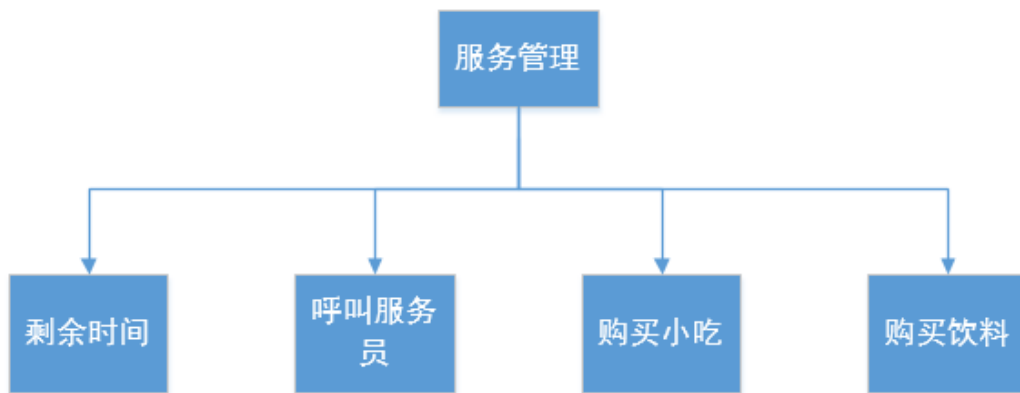 服务管理
剩余时间
呼叫服务
员
购买小吃
购买饮料